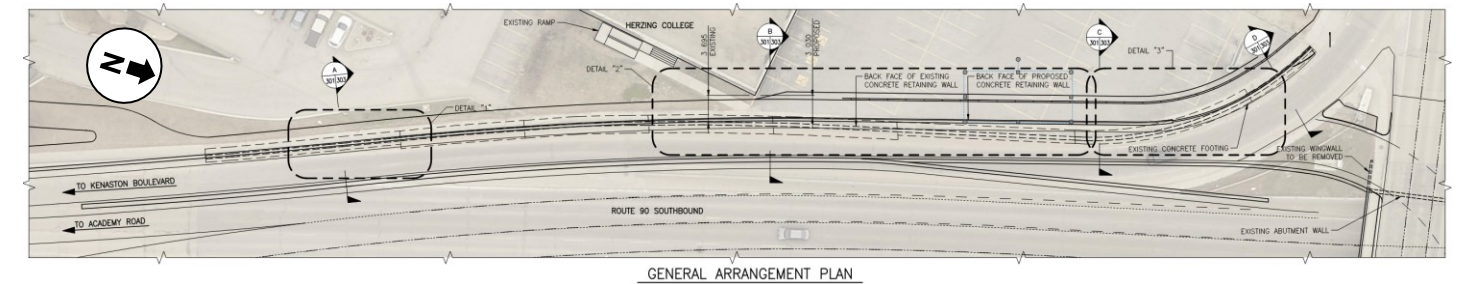 N
EXISTING RAMP
HERZING COLLEGE
3.695
EXISTING
B
301 303
3.030
PROPOSED
C
301 303
D
301 303
DETAIL "3"
A
301 303
DETAIL "1"
DETAIL "2"
BACK FACE OF EXISTING
CONCRETE RETAINING WALL
BACK FACE OF PROPOSED
CONCRETE RETAINING WALL
EXISTING CONCRETE FOOTING
EXISTING WINGWALL
TO BE REMOVED
TO KENASTON BOULEVARD
TO ACADEMY ROAD
ROUTE 90 SOUTHBOUND
EXISTING ABUTMENT WALL
GENERAL ARRANGEMENT PLAN